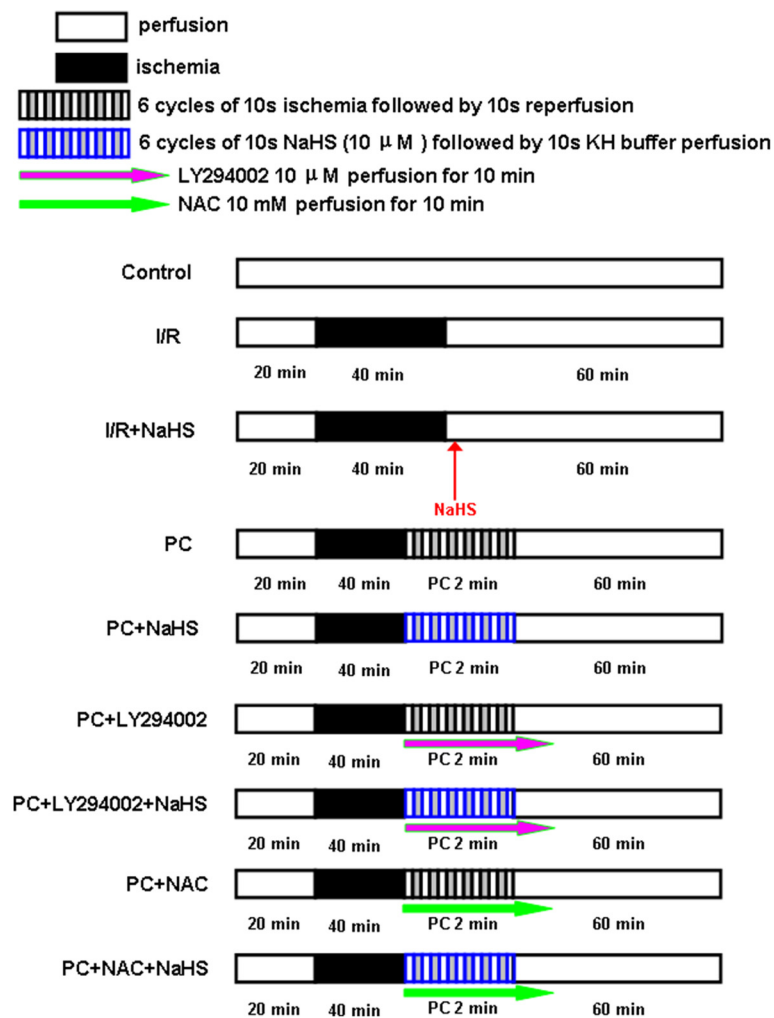 perfusion
ischemia
6 cycles of 10s ischemia followed by 10s reperfusion
6 cycles of 10s NaHS (10 μM) followed by 10s KH buffer perfusion
LY294002 10 μM perfusion for 10 min
NAC 10 mM perfusion for 10 min
Control
I/R
20 min 40 min 60 min
I/R+NaHS
20 min 40 min 60 min
NaHS
PC
20 min 40 min PC 2 min 60 min
PC+NaHS
20 min 40 min PC 2 min 60 min
PC+LY294002
20 min 40 min PC 2 min 60 min
PC+LY294002+NaHS
20 min 40 min PC 2 min 60 min
PC+NAC
20 min 40 min PC 2 min 60 min
PC+NAC+NaHS
20 min 40 min PC 2 min 60 min